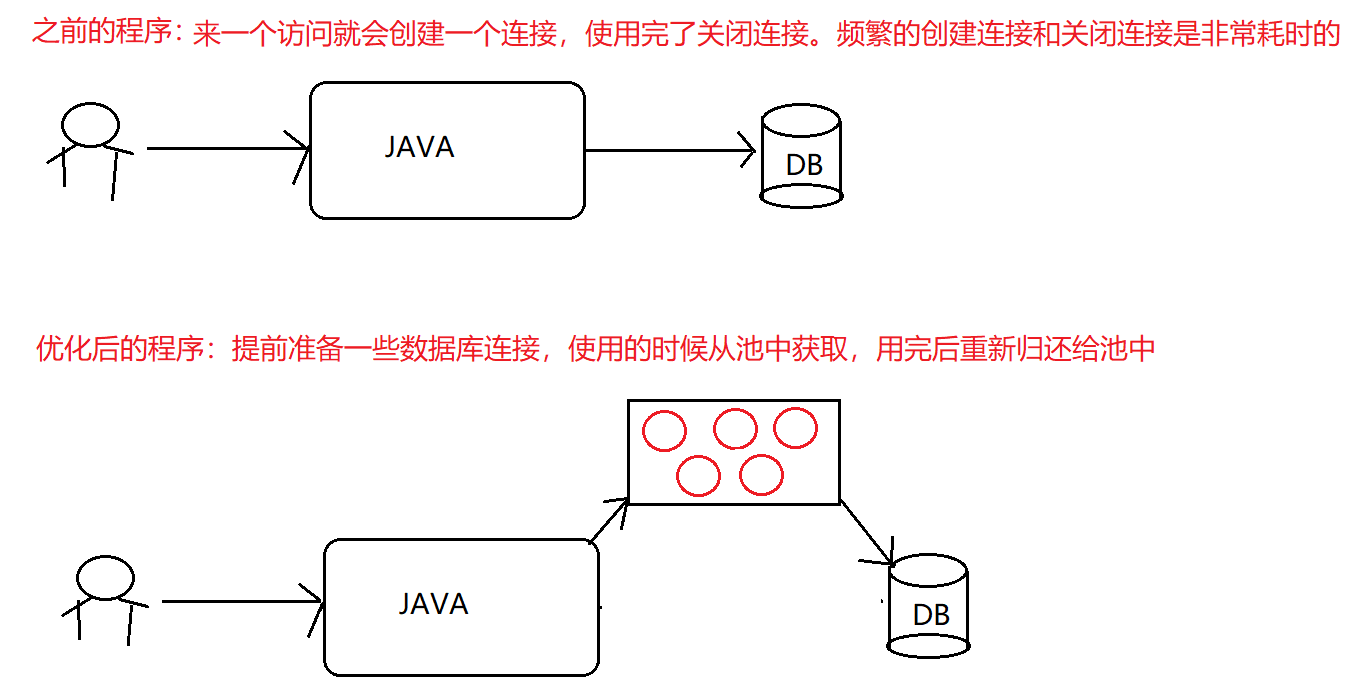 之前的程序：来一个访问就会创建一个连接，使用完了关闭连接。频繁的创建连接和关闭连接是非常耗时的
JAVA
DB
优化后的程序：提前准备一些数据库连接，使用的时候从池中获取，用完后重新归还给池中
JAVA
DB